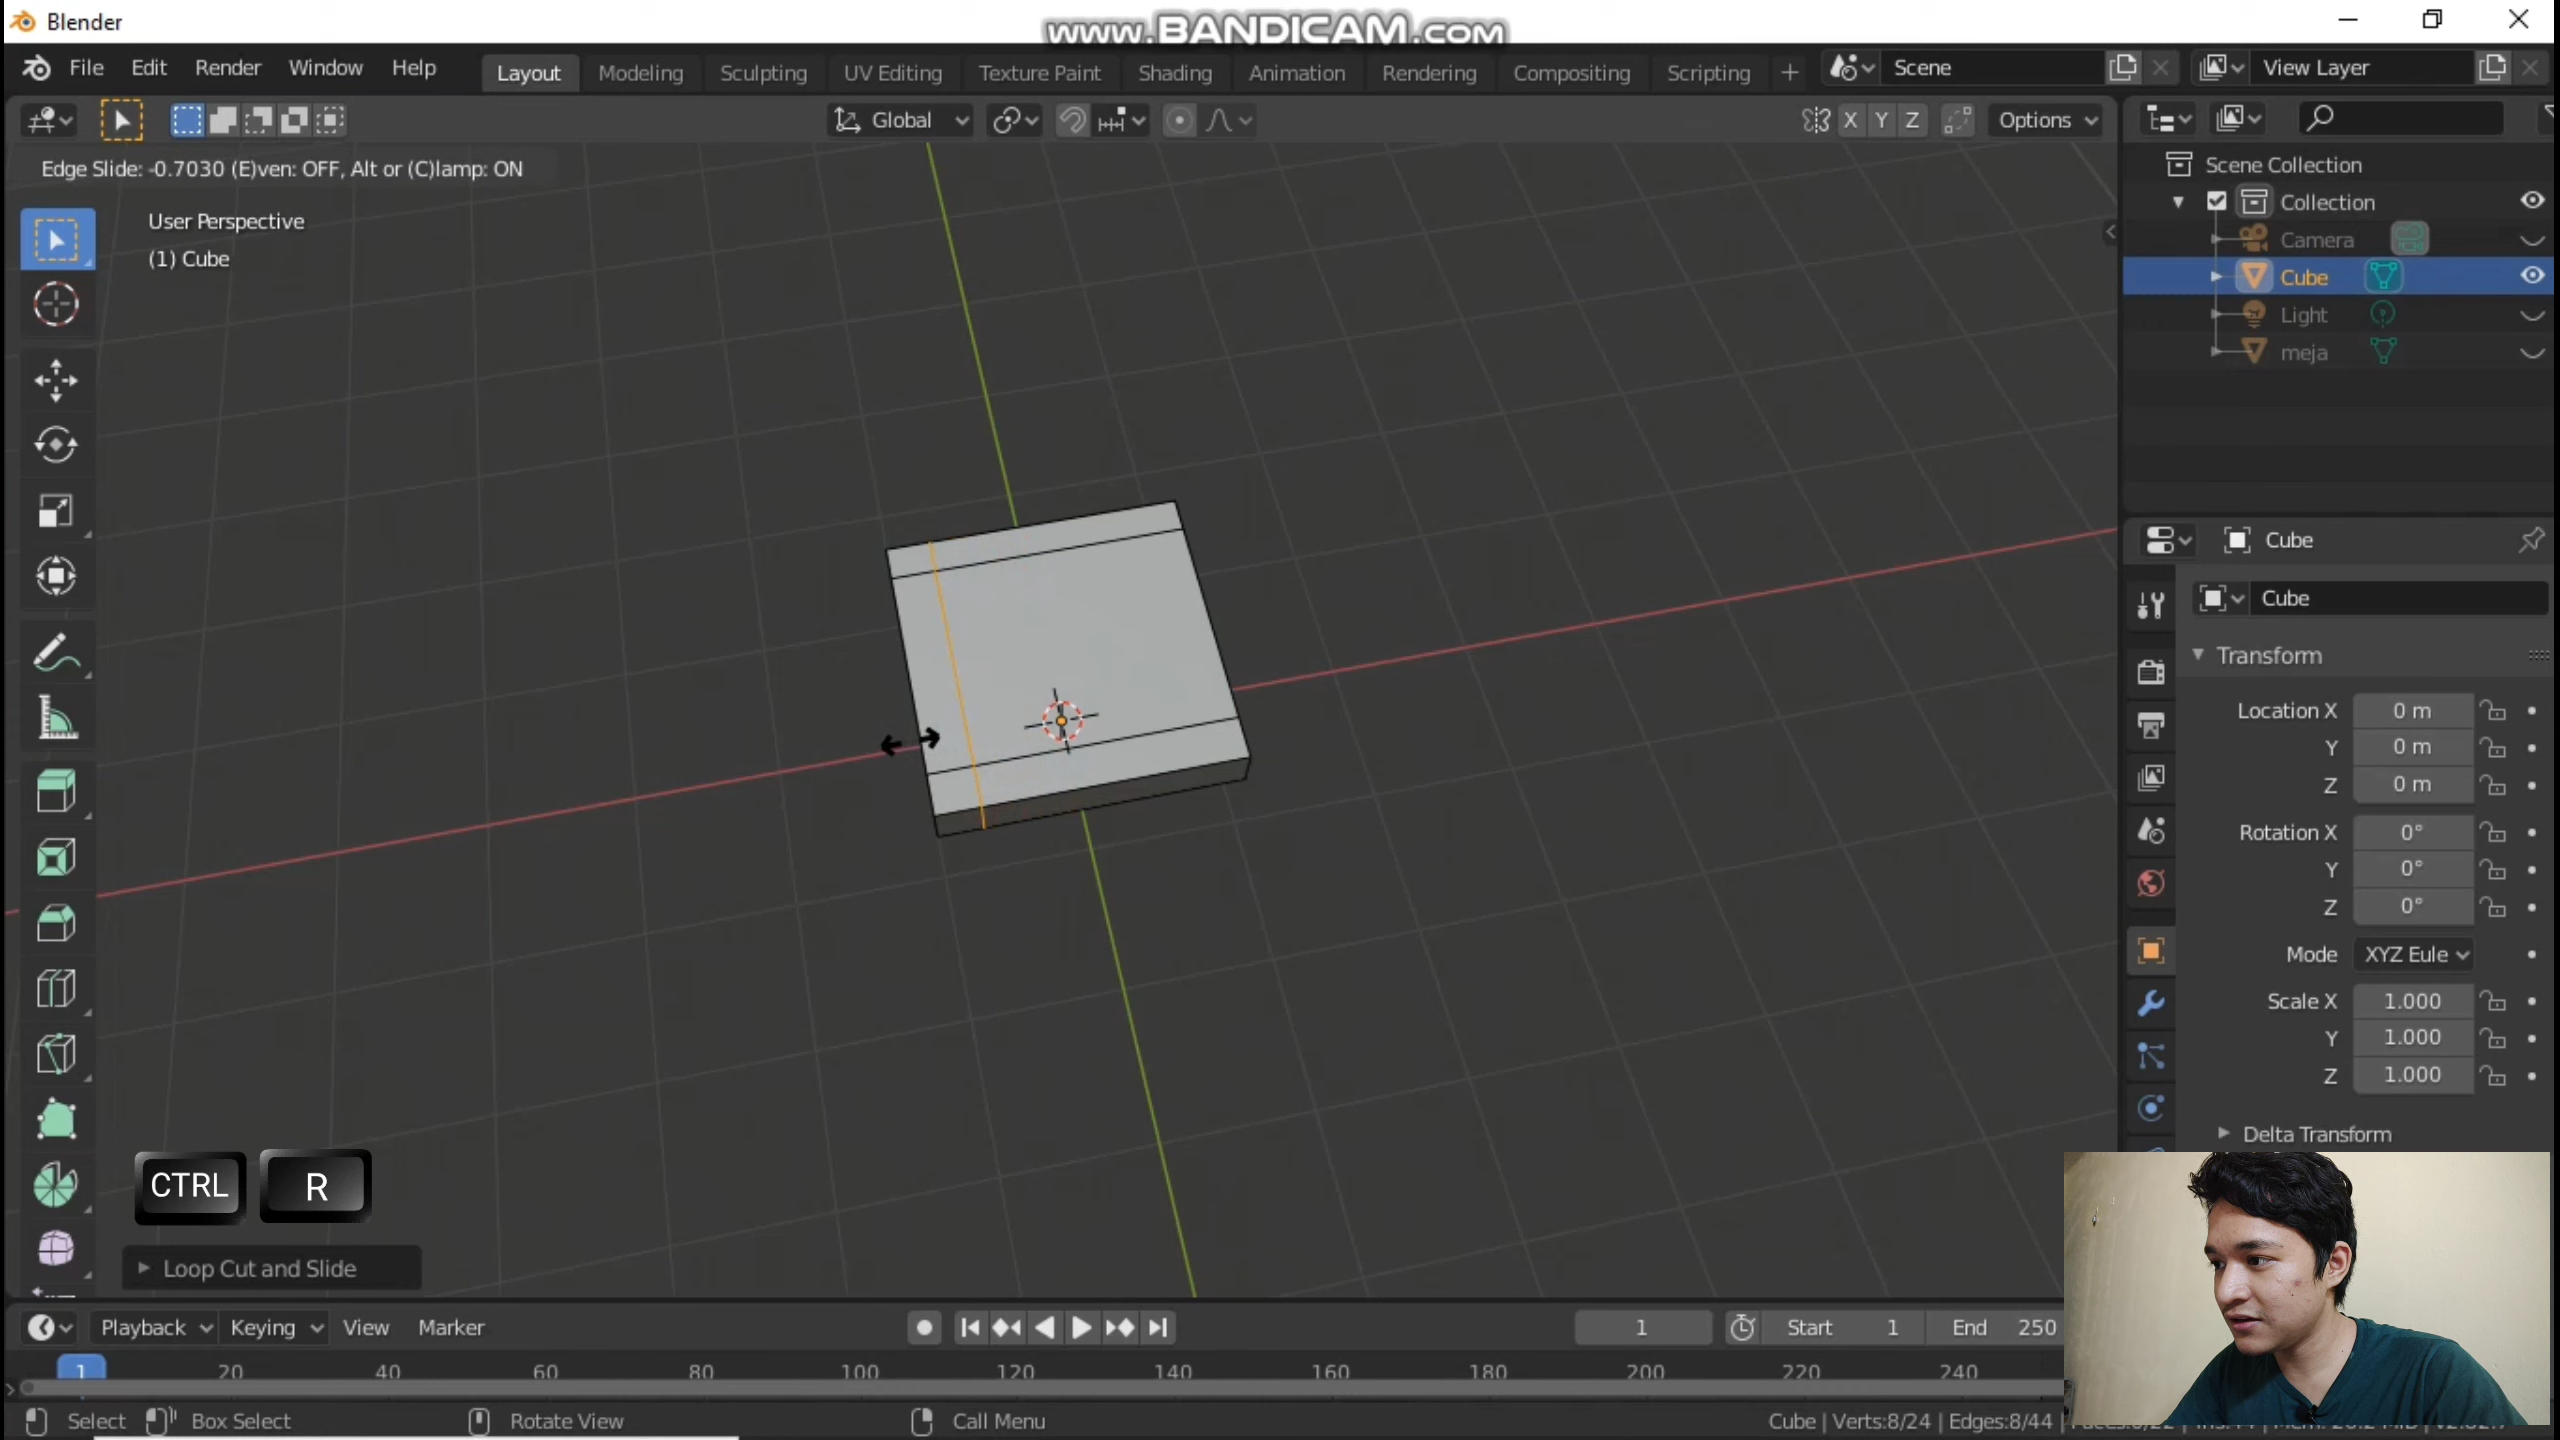 Blender
www.BANDICAM.com
File Edit Render Window Help
Layout Modeling Sculpting UV Editing Texture Paint Shading Animation Rendering Compositing Scripting +
Scene
View Layer
Global
X Y Z
Options
Edge Slide: -0.7030 (E)ven: OFF, Alt or (C)lamp: ON
User Perspective
(1) Cube
Scene Collection
Collection
Camera
Cube
Light
meja
Cube
Cube
Transform
Location X 0 m
Y 0 m
Z 0 m
Rotation X 0°
Y 0°
Z 0°
Mode XYZ Eule
Scale X 1.000
Y 1.000
Z 1.000
Delta Transform
CTRL R
Loop Cut and Slide
Playback Keying View Marker
1
Start 1
End 250
1 20 40 60 80 100 120 140 160 180 200 220 240
Select Box Select Rotate View Call Menu
Cube | Verts:8/24 | Edges:8/44